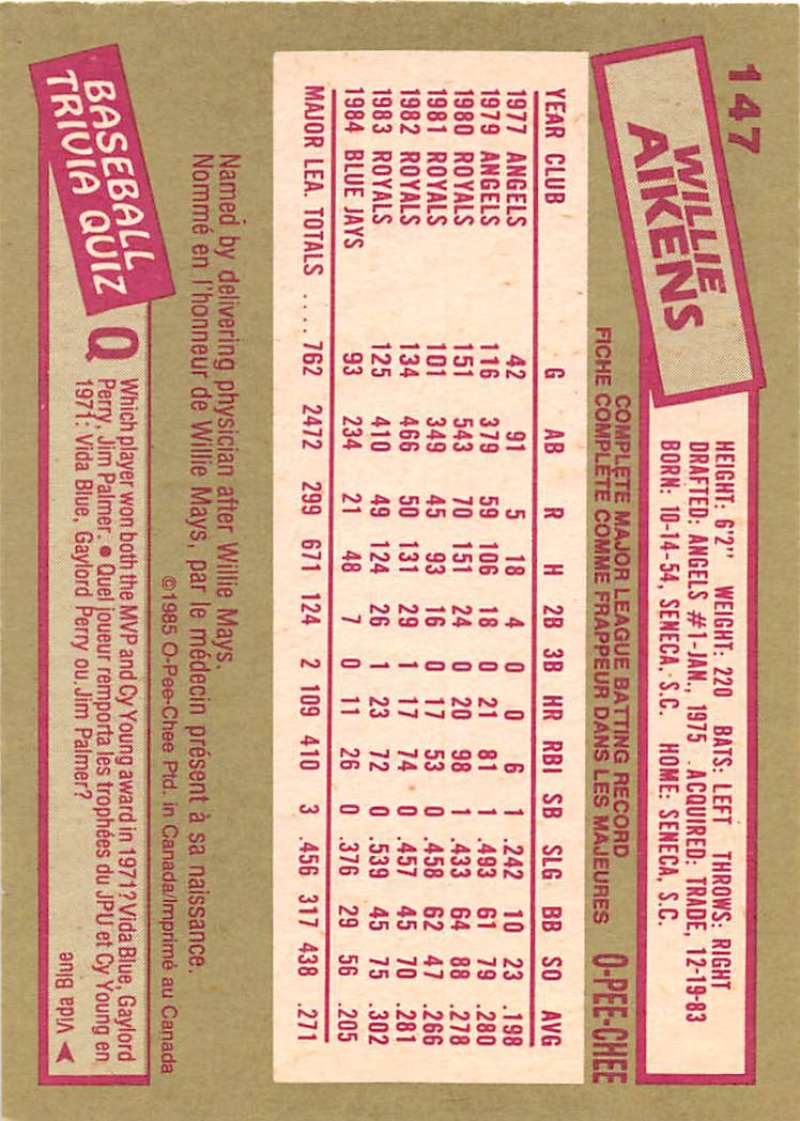 147
WILLIE
AIKENS
HEIGHT: 6'2" WEIGHT: 220 BATS: LEFT THROWS: RIGHT
DRAFTED: ANGELS #1-JAN., 1975 ACQUIRED: TRADE, 12-19-83
BORN: 10-14-54, SENECA, S.C. HOME: SENECA, S.C.
COMPLETE MAJOR LEAGUE BATTING RECORD
FICHE COMPLÈTE COMME FRAPPEUR DANS LES MAJEURES O-PEE-CHEE
YEAR CLUB G AB R H 2B 3B HR RBI SB SLG BB SO AVG
1977 ANGELS 42 91 5 18 4 0 0 6 1 .242 10 23 .198
1979 ANGELS 116 379 59 106 18 0 21 81 1 .493 61 79 .280
1980 ROYALS 151 543 70 151 24 0 20 98 1 .433 64 88 .278
1981 ROYALS 101 349 45 93 16 0 17 53 0 .458 62 47 .266
1982 ROYALS 134 466 50 131 29 1 17 74 0 .457 45 70 .281
1983 ROYALS 125 410 49 124 26 1 23 72 0 .539 45 75 .302
1984 BLUE JAYS 93 234 21 48 7 0 11 26 0 .376 29 56 .205
MAJOR LEA. TOTALS ..... 762 2472 299 671 124 2 109 410 3 .456 317 438 .271
Named by delivering physician after Willie Mays.
Nommé en l'honneur de Willie Mays, par le médecin présent à sa naissance.
©1985 O-Pee-Chee Ptd. in Canada/Imprimé au Canada
BASEBALL
TRIVIA QUIZ
Q
Which player won both the MVP and Cy Young award in 1971? Vida Blue, Gaylord
Perry, Jim Palmer. • Quel joueur remporta les trophées du JPU et Cy Young en
1971: Vida Blue, Gaylord Perry ou Jim Palmer?
Vida Blue